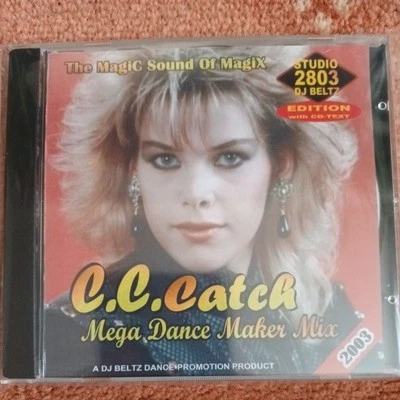 The MagiC Sound Of MagiX
STUDIO
2803
DJ BELTZ
EDITION
with CD-TEXT
C.C.Catch
Mega Dance Maker Mix
2003
A DJ BELTZ DANCE•PROMOTION PRODUCT